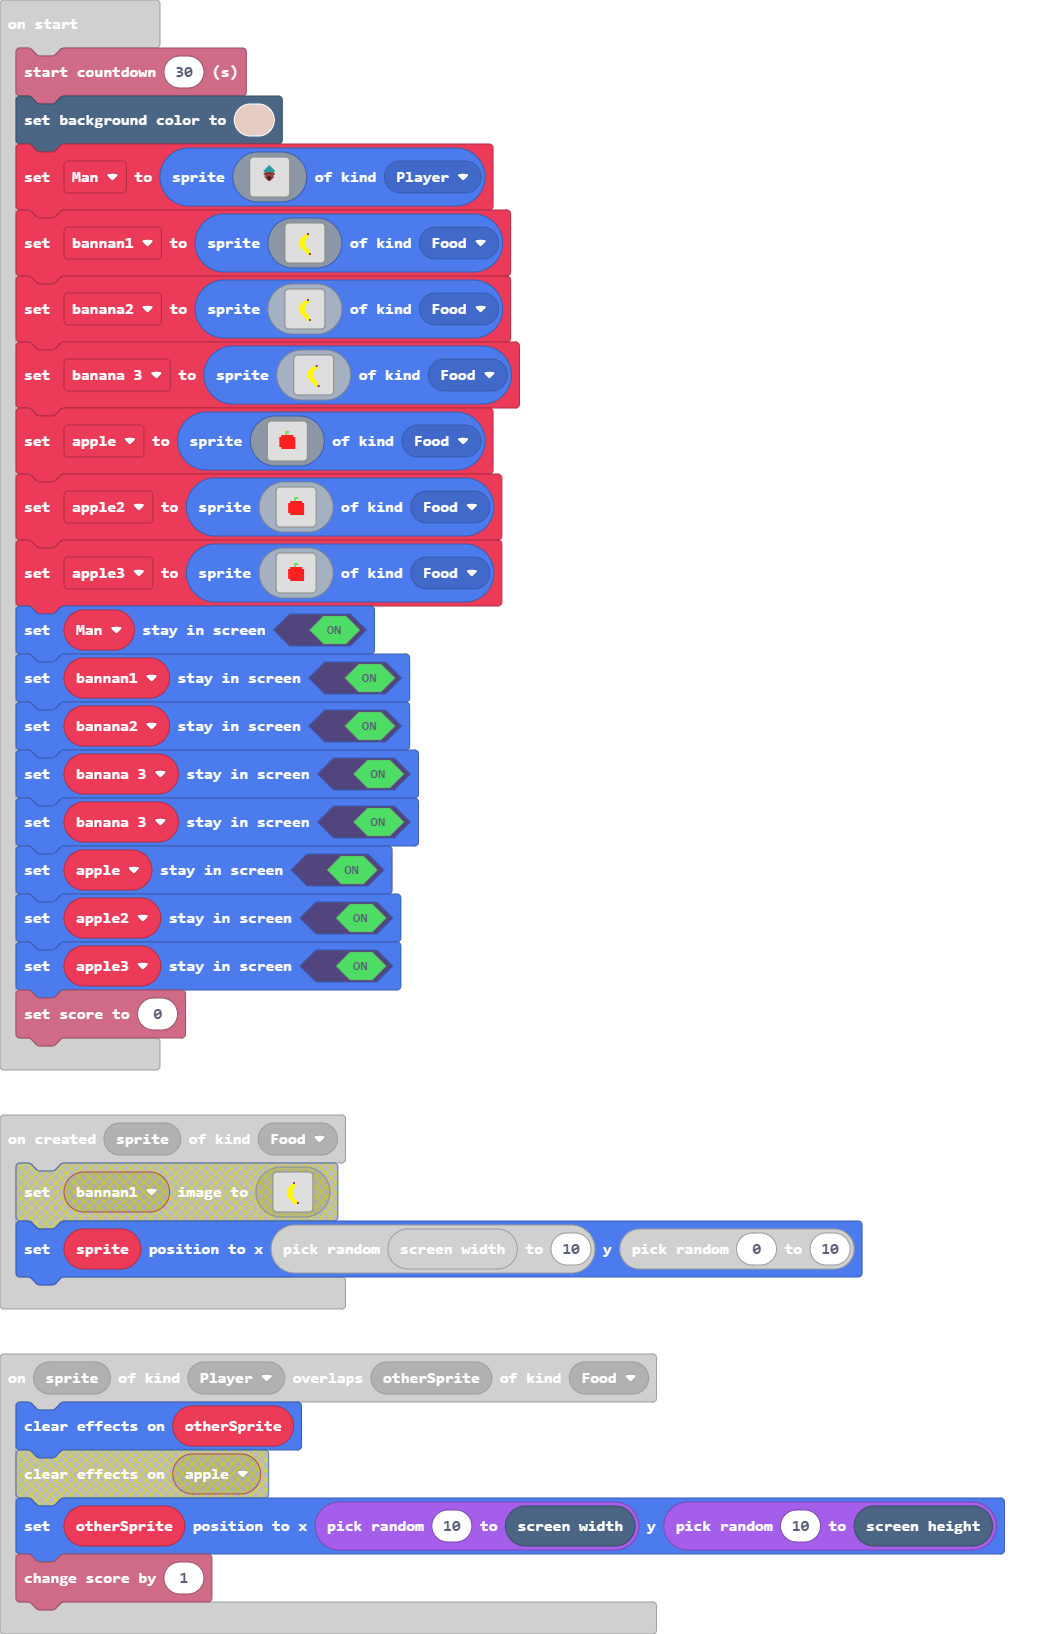 on start
start countdown 30 (s)
set background color to
set Man to sprite of kind Player
set bannan1 to sprite of kind Food
set banana2 to sprite of kind Food
set banana 3 to sprite of kind Food
set apple to sprite of kind Food
set apple2 to sprite of kind Food
set apple3 to sprite of kind Food
set Man stay in screen ON
set bannan1 stay in screen ON
set banana2 stay in screen ON
set banana 3 stay in screen ON
set banana 3 stay in screen ON
set apple stay in screen ON
set apple2 stay in screen ON
set apple3 stay in screen ON
set score to 0
on created sprite of kind Food
set bannan1 image to
set sprite position to x pick random screen width to 10 y pick random 0 to 10
on sprite of kind Player overlaps otherSprite of kind Food
clear effects on otherSprite
clear effects on apple
set otherSprite position to x pick random 10 to screen width y pick random 10 to screen height
change score by 1